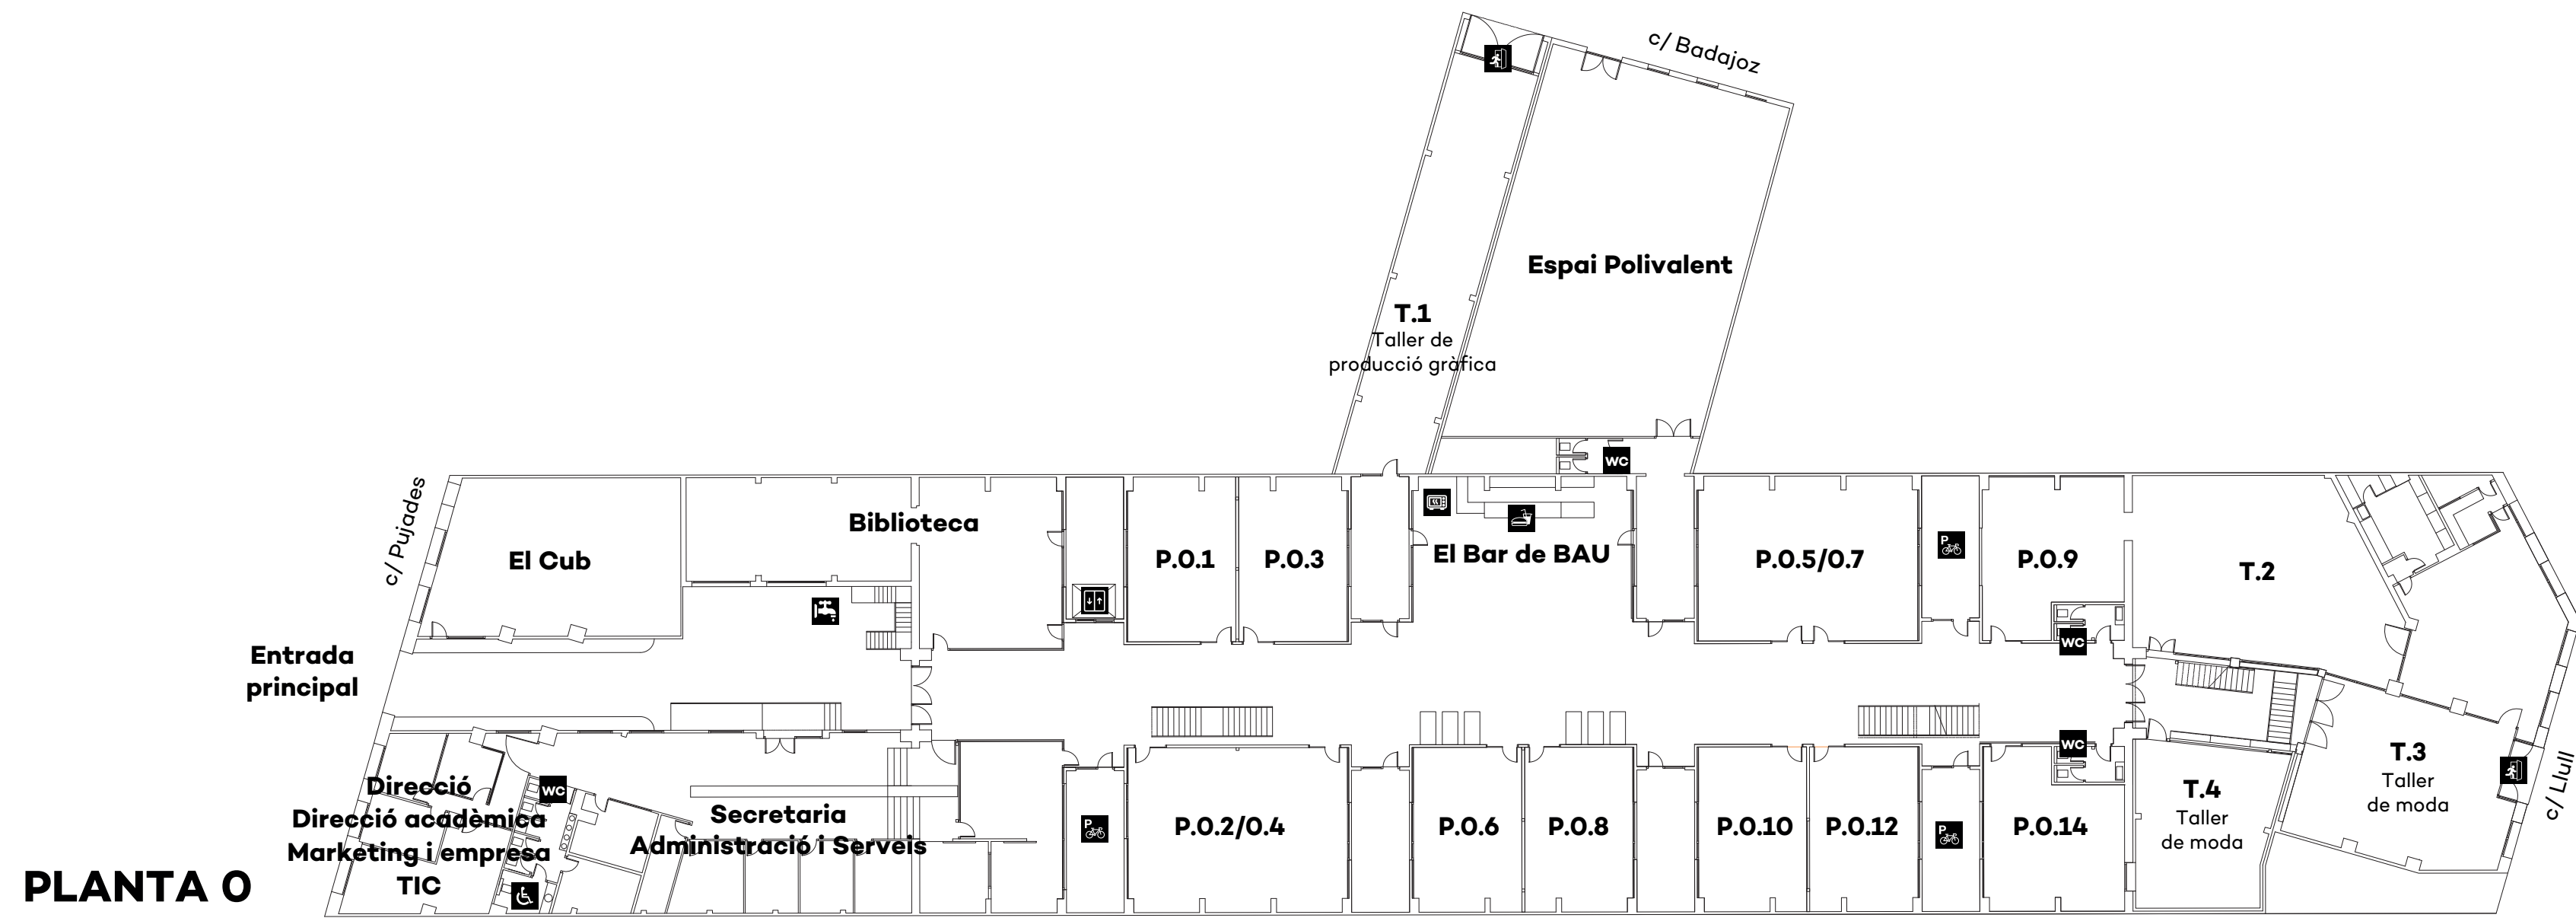 c/ Badajoz
Espai Polivalent
T.1
Taller de
producció gràfica
WC
c/ Pujades
El Cub
Biblioteca
P.0.1
P.0.3
El Bar de BAU
P.0.5/0.7
P
P.0.9
WC
T.2
Entrada
principal
WC
Direcció
Direcció acadèmica
Marketing i empresa
TIC
WC
Secretaria
Administració i Serveis
P
P.0.2/0.4
P.0.6
P.0.8
P.0.10
P.0.12
P
P.0.14
T.4
Taller
de moda
T.3
Taller
de moda
c/ Llull
PLANTA 0